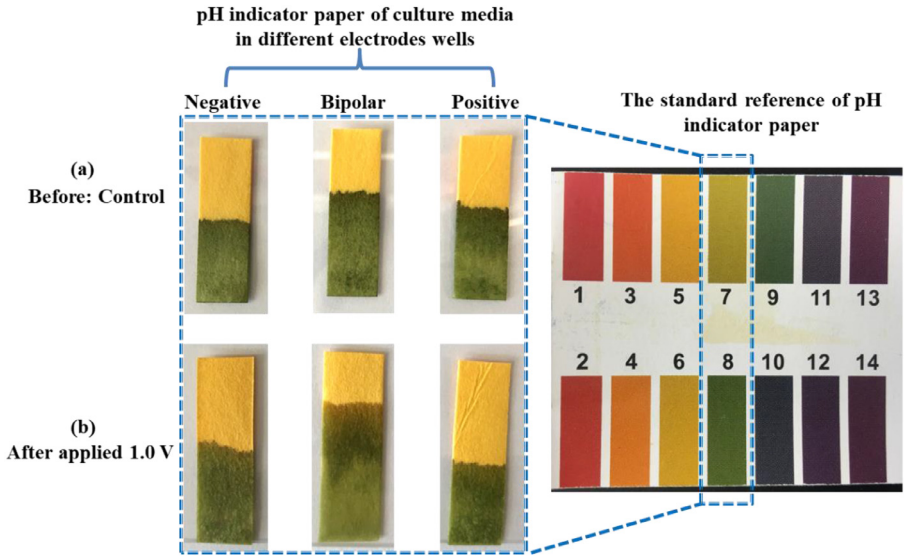 pH indicator paper of culture media
in different electrodes wells
Negative
Bipolar
Positive
The standard reference of pH
indicator paper
(a)
Before: Control
1 3 5 7 9 11 13
2 4 6 8 10 12 14
(b)
After applied 1.0 V